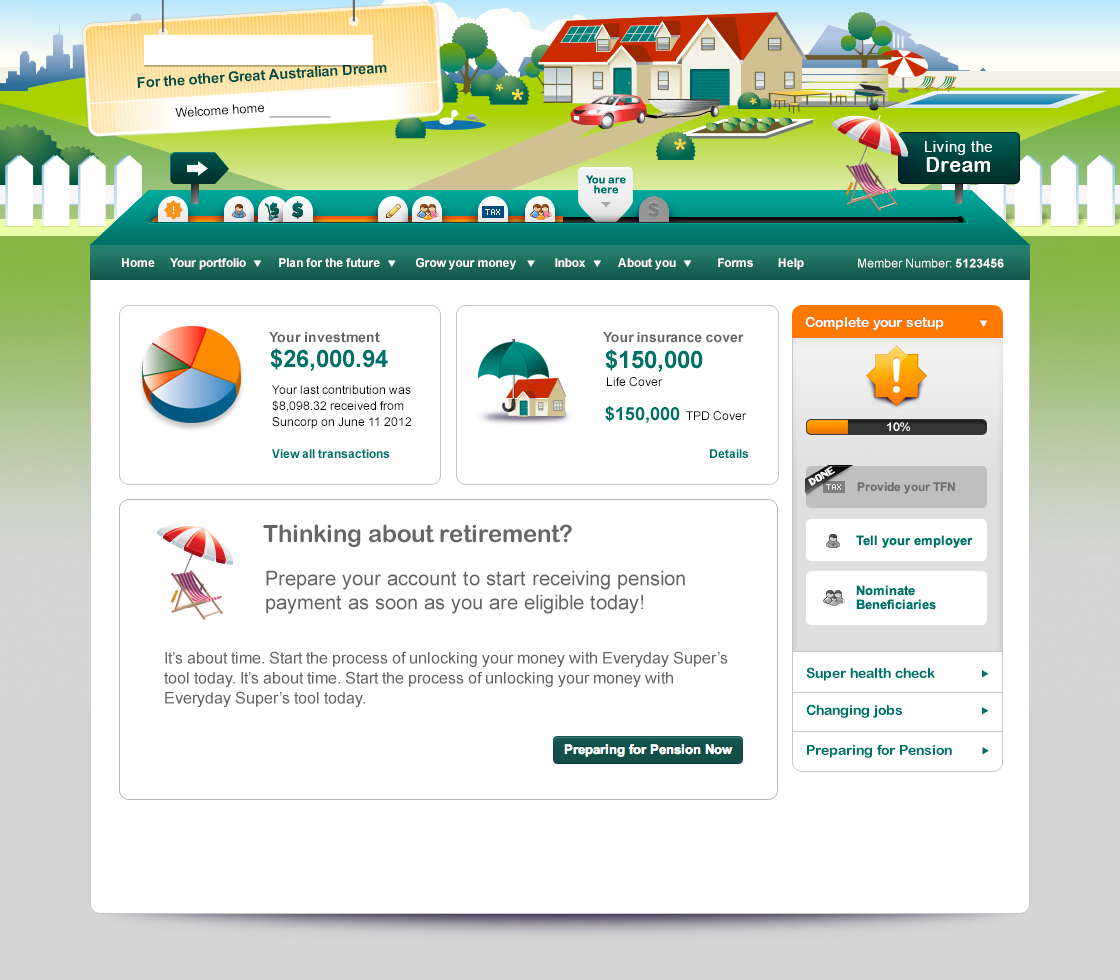 For the other Great Australian Dream
Welcome home ________
Living the
Dream
You are
here
$
TAX
$
Home
Your portfolio
Plan for the future
Grow your money
Inbox
About you
Forms
Help
Member Number: 5123456
Your investment
$26,000.94
Your last contribution was
$8,098.32 received from
Suncorp on June 11 2012
View all transactions
Your insurance cover
$150,000
Life Cover
$150,000 TPD Cover
Details
Complete your setup
!
10%
DONE
TAX
Provide your TFN
Tell your employer
Nominate
Beneficiaries
Super health check
Changing jobs
Preparing for Pension
Thinking about retirement?
Prepare your account to start receiving pension
payment as soon as you are eligible today!
It’s about time. Start the process of unlocking your money with Everyday Super’s
tool today. It’s about time. Start the process of unlocking your money with
Everyday Super’s tool today.
Preparing for Pension Now